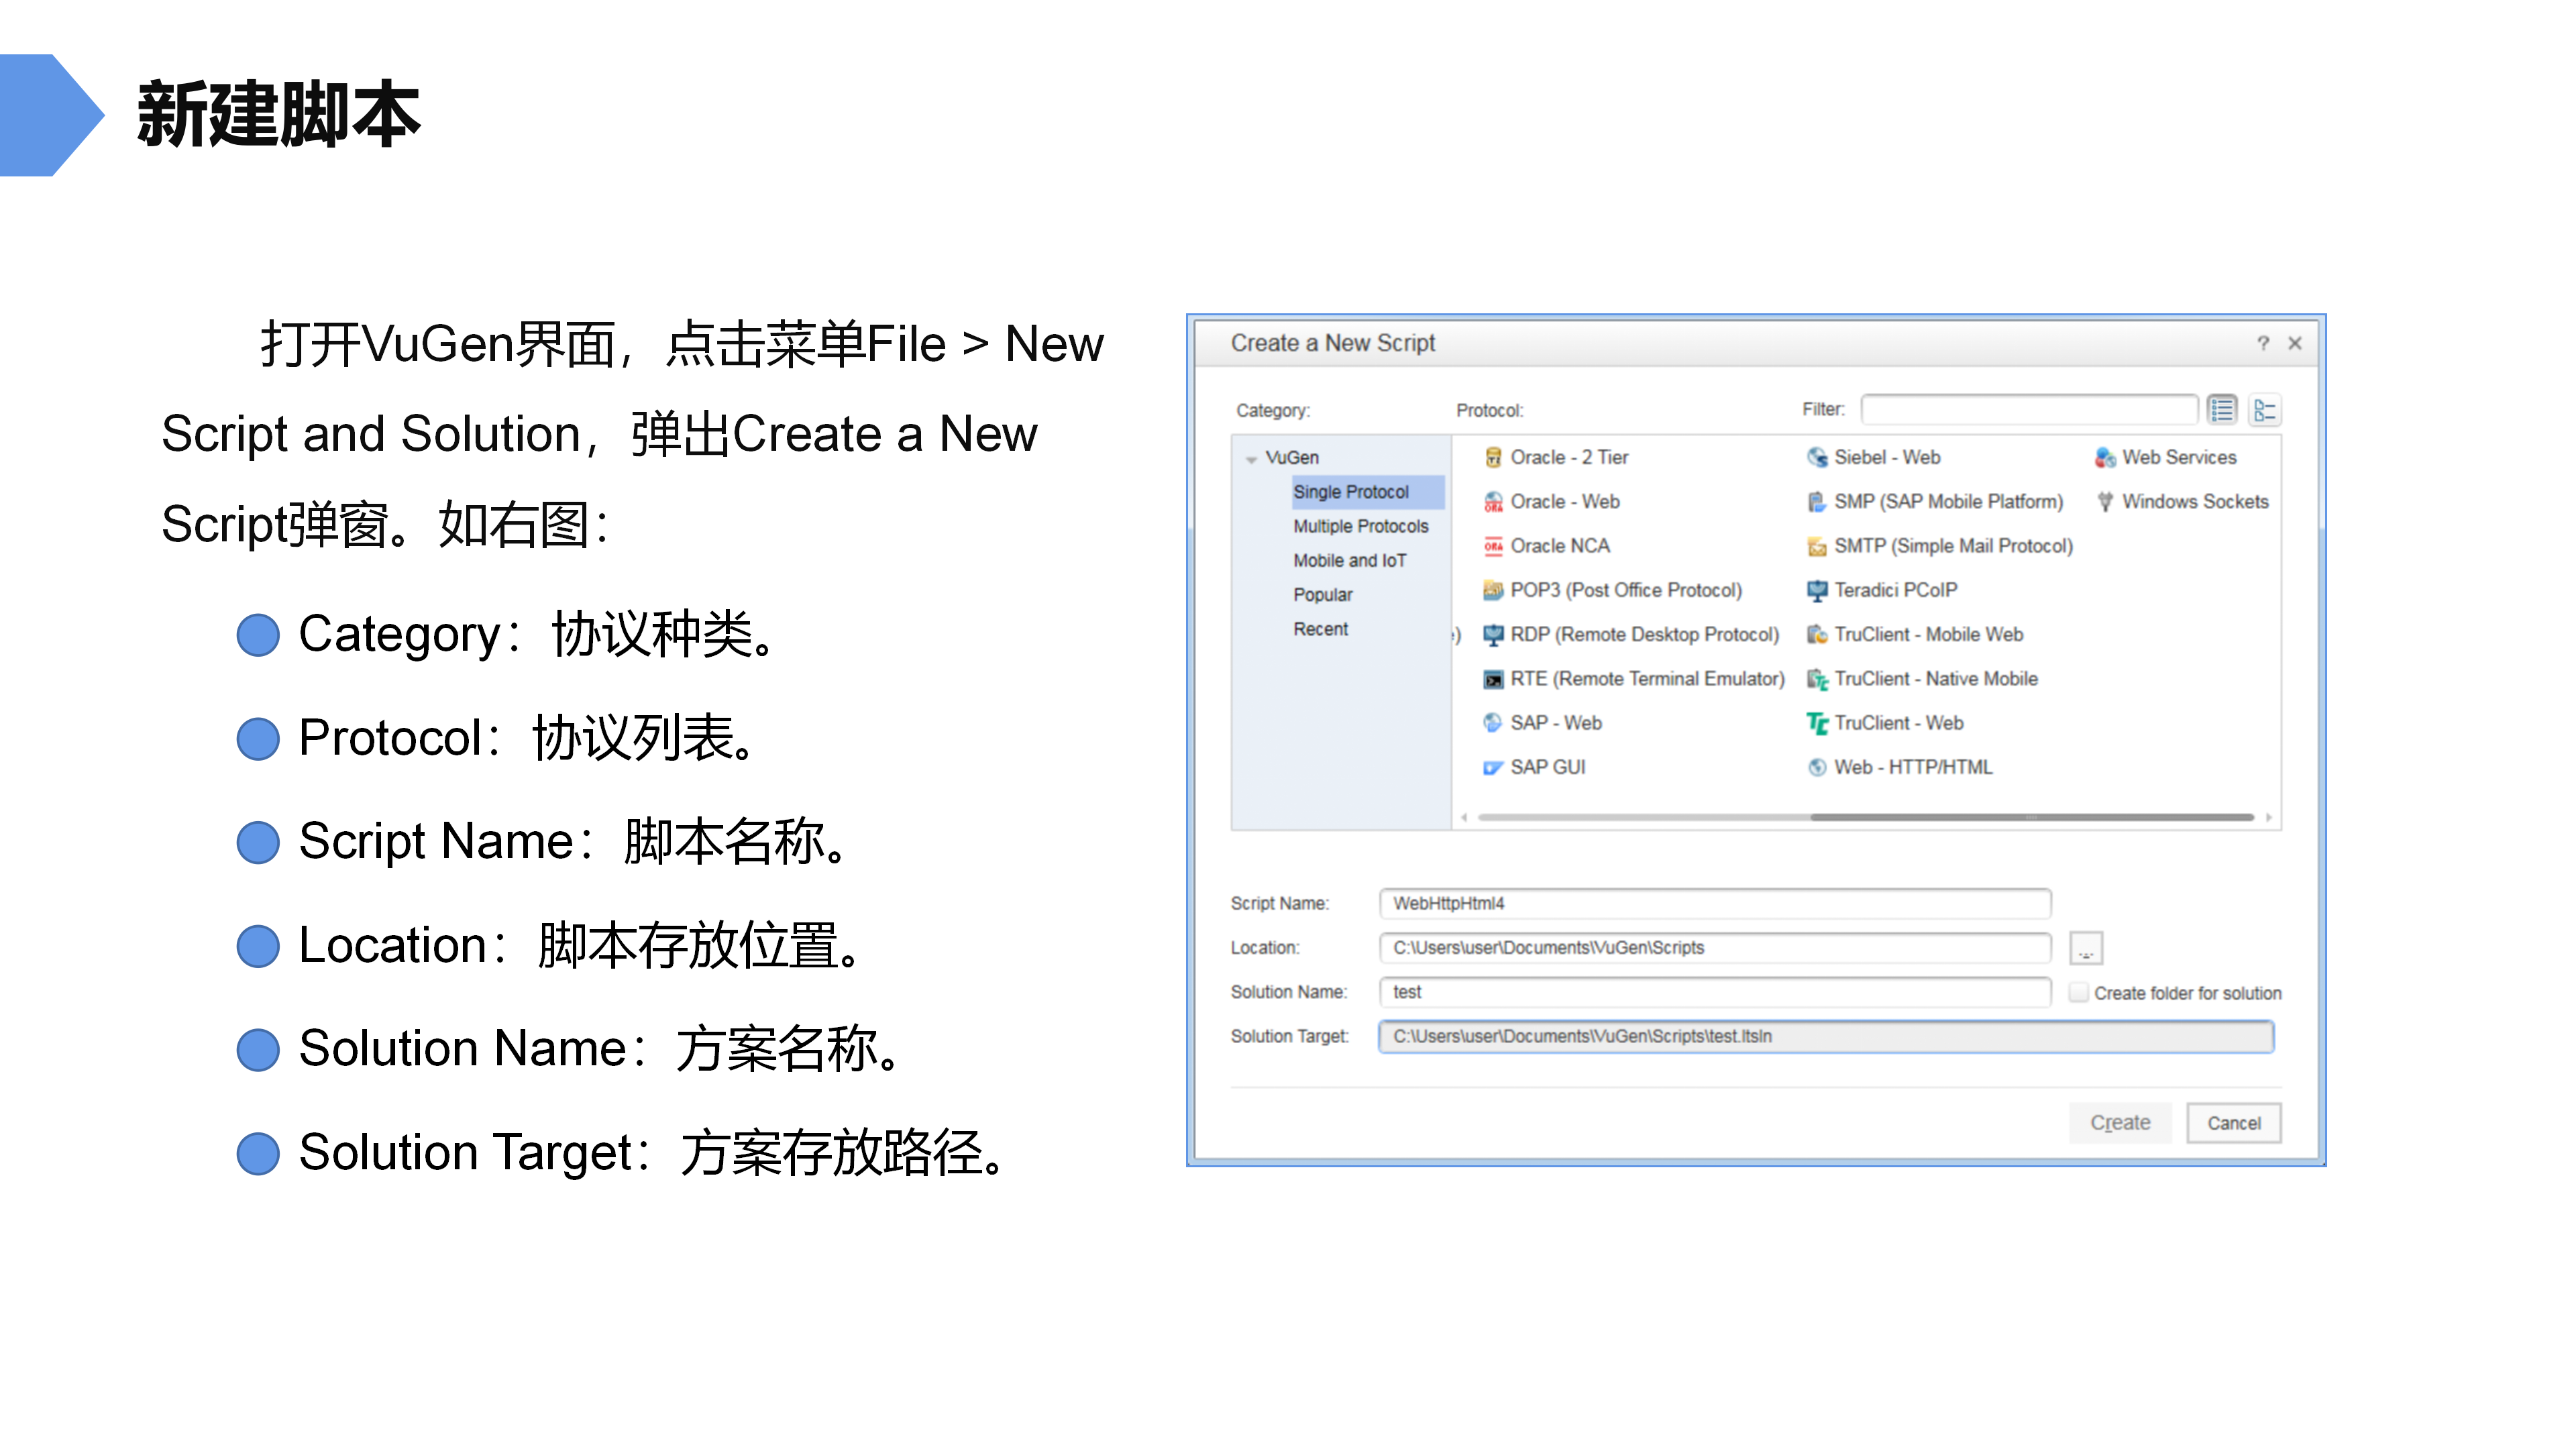 新建脚本
打开VuGen界面，点击菜单File > New
Script and Solution，弹出Create a New
Script弹窗。如右图：
Category：协议种类。
Protocol：协议列表。
Script Name：脚本名称。
Location：脚本存放位置。
Solution Name：方案名称。
Solution Target：方案存放路径。
Create a New Script
Category:
Protocol:
Filter:
VuGen
Single Protocol
Multiple Protocols
Mobile and IoT
Popular
Recent
Oracle - 2 Tier
Oracle - Web
Oracle NCA
POP3 (Post Office Protocol)
RDP (Remote Desktop Protocol)
RTE (Remote Terminal Emulator)
SAP - Web
SAP GUI
Siebel - Web
SMP (SAP Mobile Platform)
SMTP (Simple Mail Protocol)
Teradici PCoIP
TruClient - Mobile Web
TruClient - Native Mobile
TruClient - Web
Web - HTTP/HTML
Web Services
Windows Sockets
Script Name: WebHttpHtml4
Location: C:\Users\user\Documents\VuGen\Scripts
Solution Name: test
Create folder for solution
Solution Target: C:\Users\user\Documents\VuGen\Scripts\test.ltsln
Create
Cancel